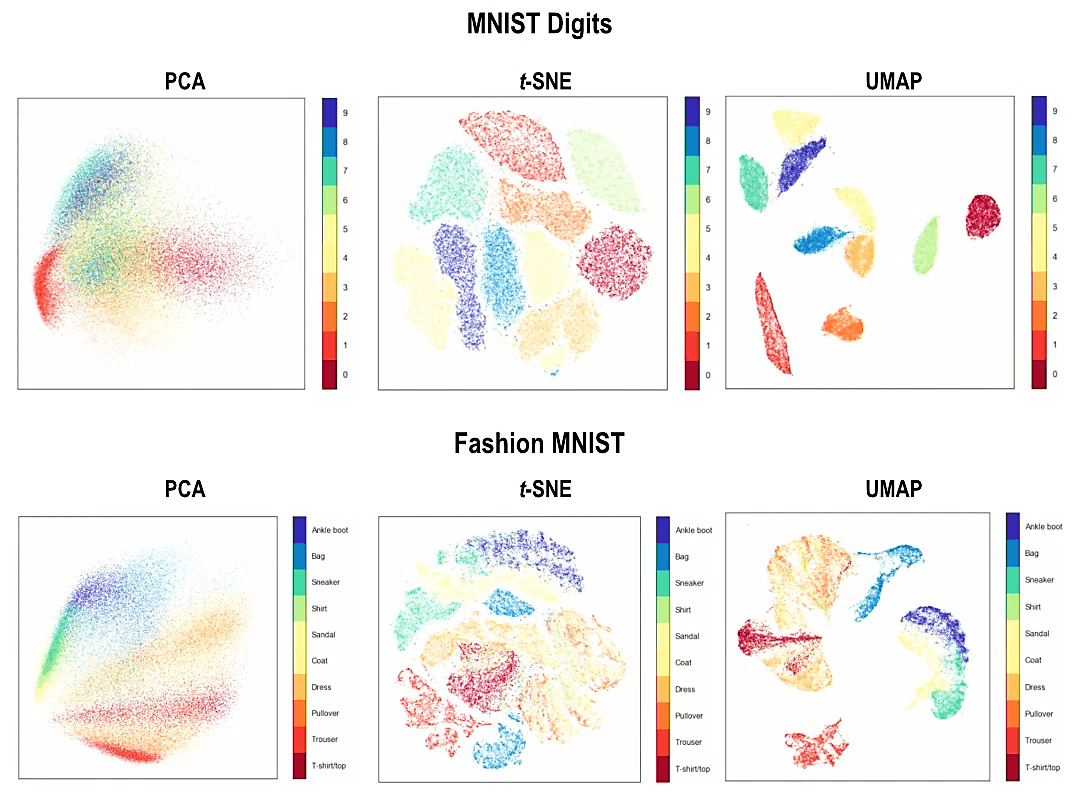 MNIST Digits
PCA
t-SNE
UMAP
9
8
7
6
5
4
3
2
1
0
9
8
7
6
5
4
3
2
1
0
9
8
7
6
5
4
3
2
1
0
Fashion MNIST
PCA
t-SNE
UMAP
Ankle boot
Bag
Sneaker
Shirt
Sandal
Coat
Dress
Pullover
Trouser
T-shirt/top
Ankle boot
Bag
Sneaker
Shirt
Sandal
Coat
Dress
Pullover
Trouser
T-shirt/top
Ankle boot
Bag
Sneaker
Shirt
Sandal
Coat
Dress
Pullover
Trouser
T-shirt/top